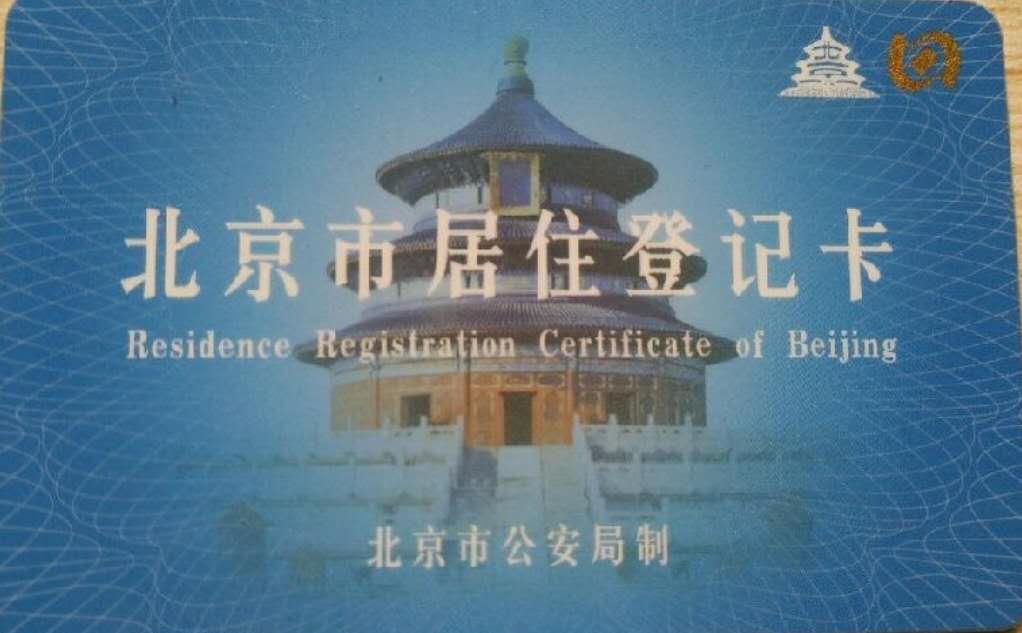 北京市居住登记卡
Residence Registration Certificate of Beijing
北京市公安局制